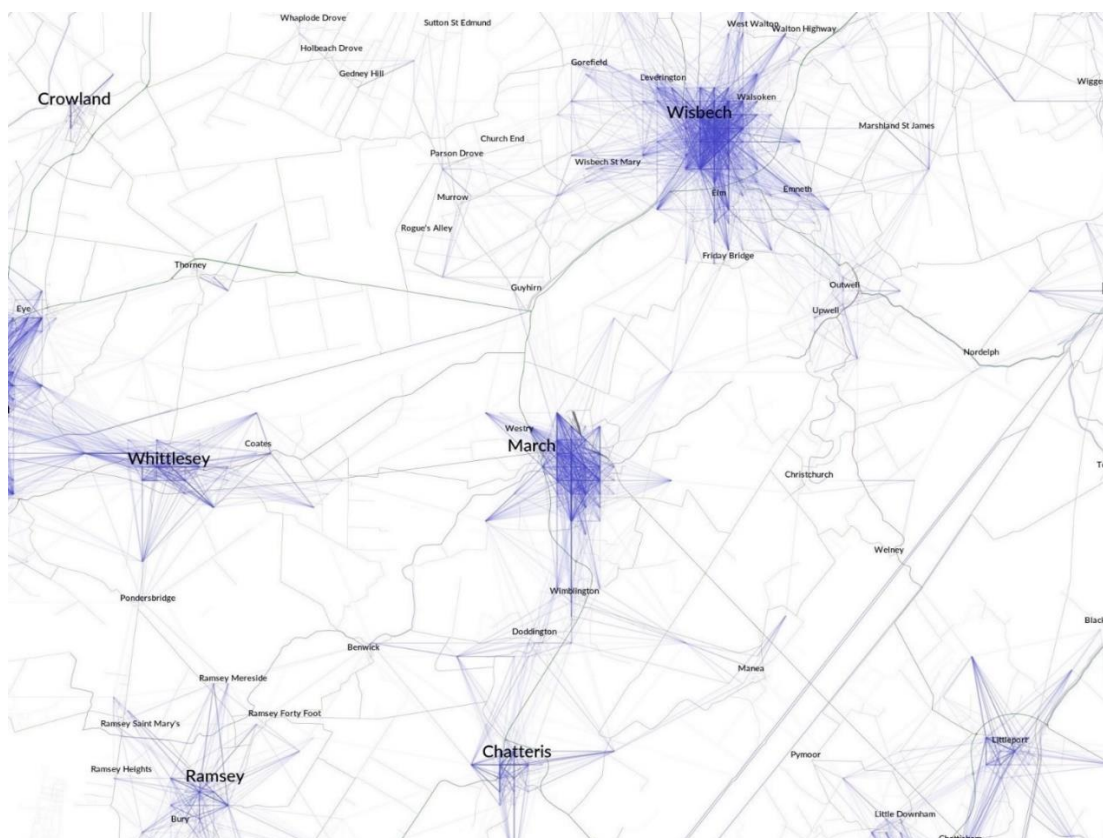 Whaplode Drove
Sutton St Edmund
West Walton
Walton Highway
Holbeach Drove
Gorefield
Gedney Hill
Leverington
Crowland
Walsoken
Wisbech
Marshland St James
Church End
Parson Drove
Wisbech St Mary
Elm
Emneth
Murrow
Rogue's Alley
Friday Bridge
Thorney
Guyhirn
Outwell
Eye
Upwell
Nordelph
Westry
Coates
March
Whittlesey
Christchurch
Welney
Wimblington
Pondersbridge
Doddington
Benwick
Manea
Ramsey Mereside
Ramsey Forty Foot
Ramsey Saint Mary's
Littleport
Chatteris
Pymoor
Ramsey Heights
Ramsey
Little Downham
Bury